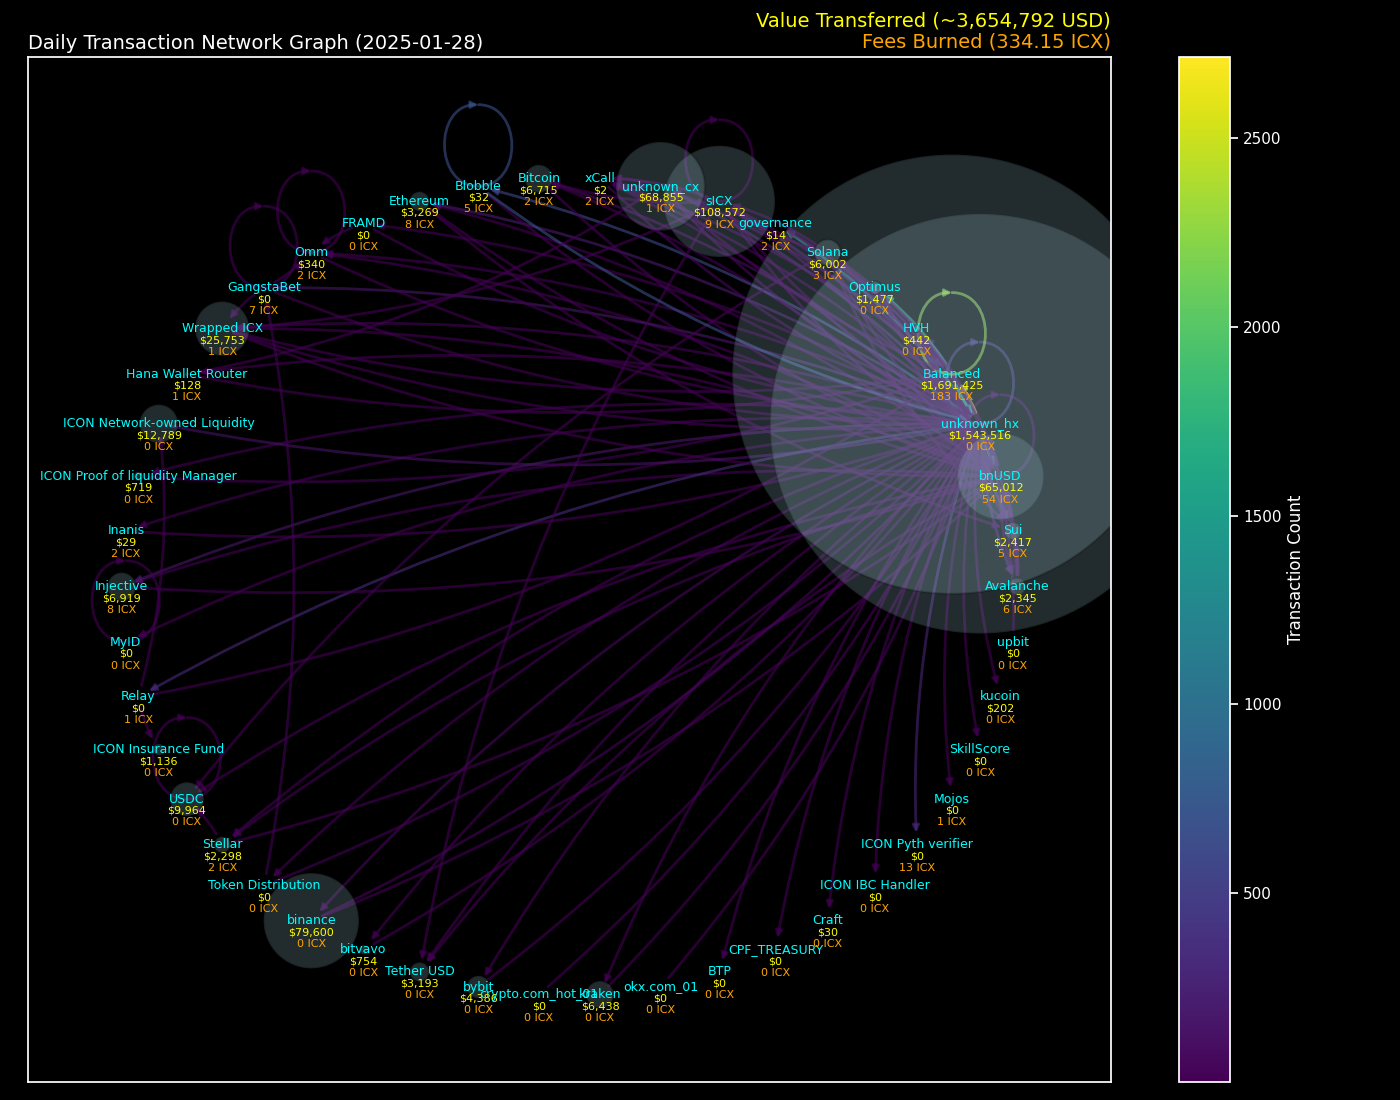 Value Transferred (~3,654,792 USD)
Daily Transaction Network Graph (2025-01-28)
Fees Burned (334.15 ICX)
Blobble
$32
5 ICX
Bitcoin
$6,715
2 ICX
xCall
$2
2 ICX
unknown_cx
$68,855
1 ICX
Ethereum
$3,269
8 ICX
sICX
$108,572
9 ICX
FRAMD
$0
0 ICX
governance
$14
2 ICX
Omm
$340
2 ICX
Solana
$6,002
3 ICX
GangstaBet
$0
7 ICX
Optimus
$1,477
0 ICX
Wrapped ICX
$25,753
1 ICX
HVH
$442
0 ICX
Hana Wallet Router
$128
1 ICX
Balanced
$1,691,425
183 ICX
ICON Network-owned Liquidity
$12,789
0 ICX
unknown_hx
$1,543,516
0 ICX
ICON Proof of liquidity Manager
$719
0 ICX
bnUSD
$65,012
54 ICX
Inanis
$29
2 ICX
Sui
$2,417
5 ICX
Injective
$6,919
8 ICX
Avalanche
$2,345
6 ICX
MyID
$0
0 ICX
upbit
$0
0 ICX
Relay
$0
1 ICX
kucoin
$202
0 ICX
ICON Insurance Fund
$1,136
0 ICX
SkillScore
$0
0 ICX
USDC
$9,964
0 ICX
Mojos
$0
1 ICX
Stellar
$2,298
2 ICX
ICON Pyth verifier
$0
13 ICX
Token Distribution
$0
0 ICX
ICON IBC Handler
$0
0 ICX
binance
$79,600
0 ICX
Craft
$30
0 ICX
bitvavo
$754
0 ICX
CPF_TREASURY
$0
0 ICX
Tether USD
$3,193
0 ICX
BTP
$0
0 ICX
bybit
$4,386
0 ICX
crypto.com_hot_01
$0
0 ICX
kraken
$6,438
0 ICX
okx.com_01
$0
0 ICX
2500
2000
1500
1000
500
Transaction Count